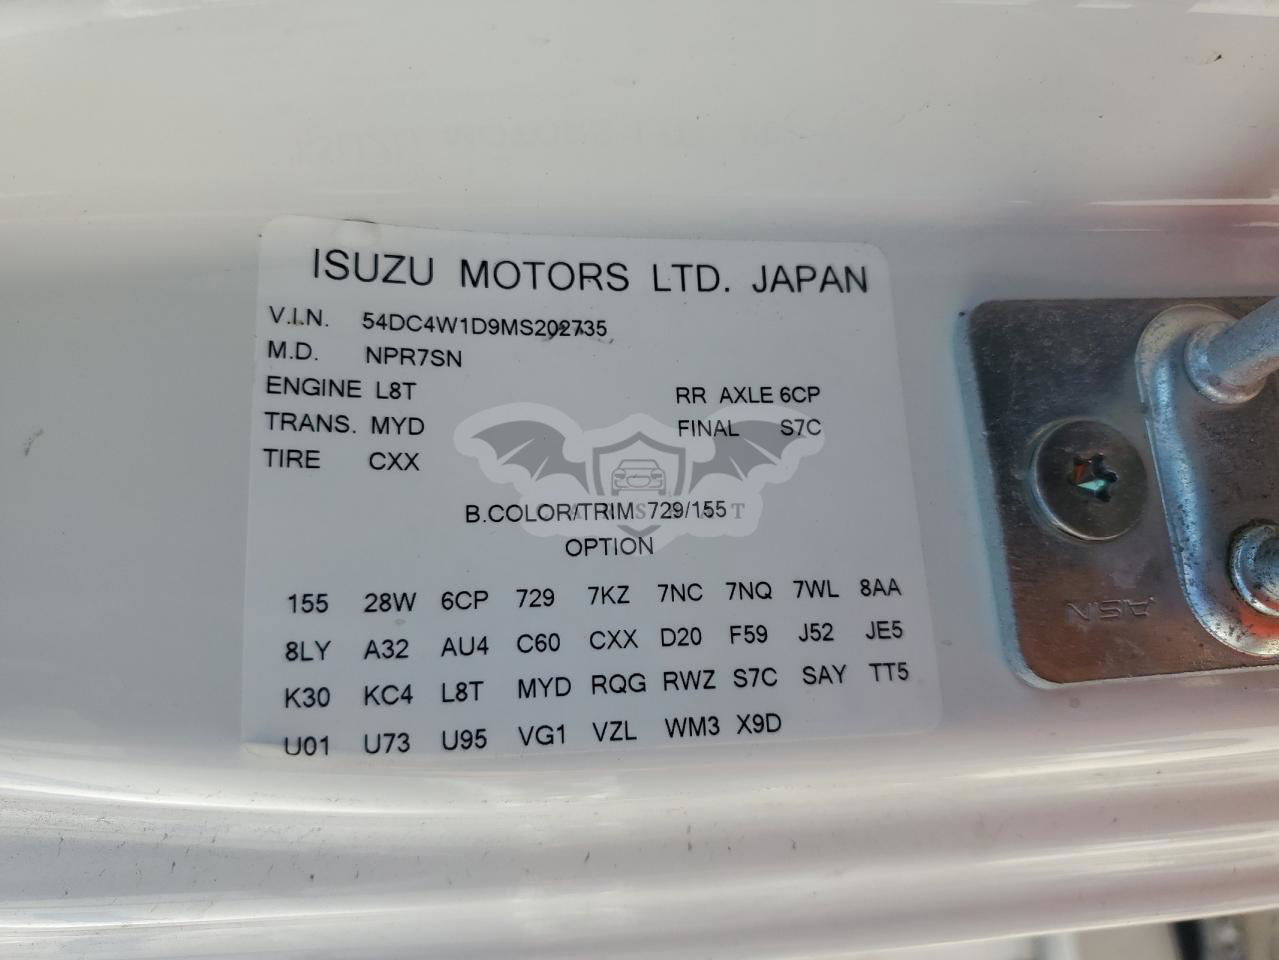 ISUZU MOTORS LTD. JAPAN
V.I.N. 54DC4W1D9MS202735
M.D. NPR7SN
ENGINE L8T RR AXLE 6CP
TRANS. MYD FINAL S7C
TIRE CXX
B.COLOR/TRIM 729/155
OPTION
155 28W 6CP 729 7KZ 7NC 7NQ 7WL 8AA
8LY A32 AU4 C60 CXX D20 F59 J52 JE5
K30 KC4 L8T MYD RQG RWZ S7C SAY TT5
U01 U73 U95 VG1 VZL WM3 X9D
AISIN